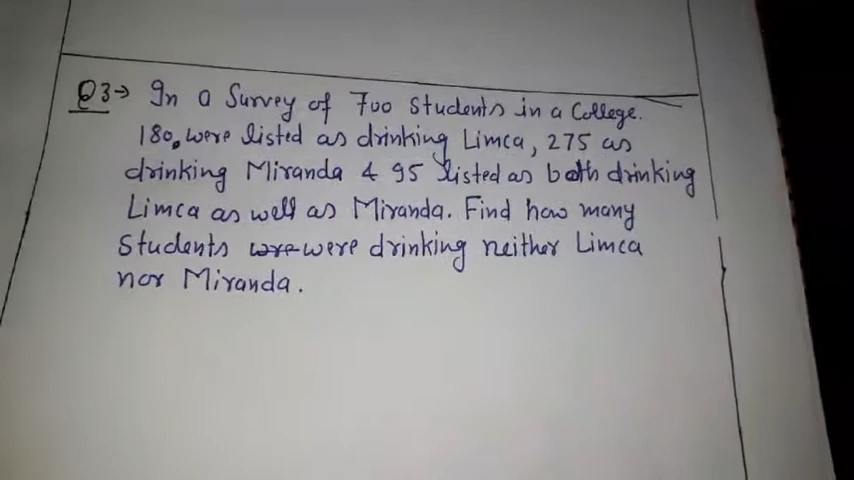 Q3→ In a Survey of 700 Students in a College.
180, were listed as drinking Limca, 275 as
drinking Miranda & 95 listed as both drinking
Limca as well as Miranda. Find how many
Students were were drinking neither Limca
nor Miranda.